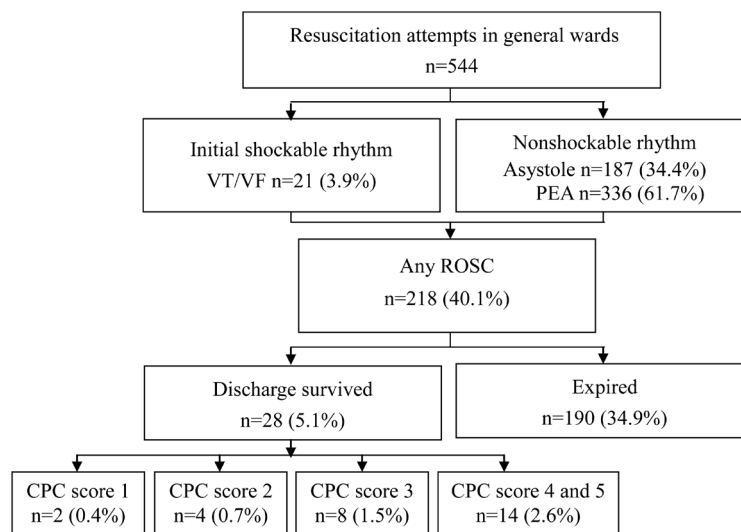 Resuscitation attempts in general wards
n=544
Initial shockable rhythm
VT/VF n=21 (3.9%)
Nonshockable rhythm
Asystole n=187 (34.4%)
PEA n=336 (61.7%)
Any ROSC
n=218 (40.1%)
Discharge survived
n=28 (5.1%)
Expired
n=190 (34.9%)
CPC score 1
n=2 (0.4%)
CPC score 2
n=4 (0.7%)
CPC score 3
n=8 (1.5%)
CPC score 4 and 5
n=14 (2.6%)